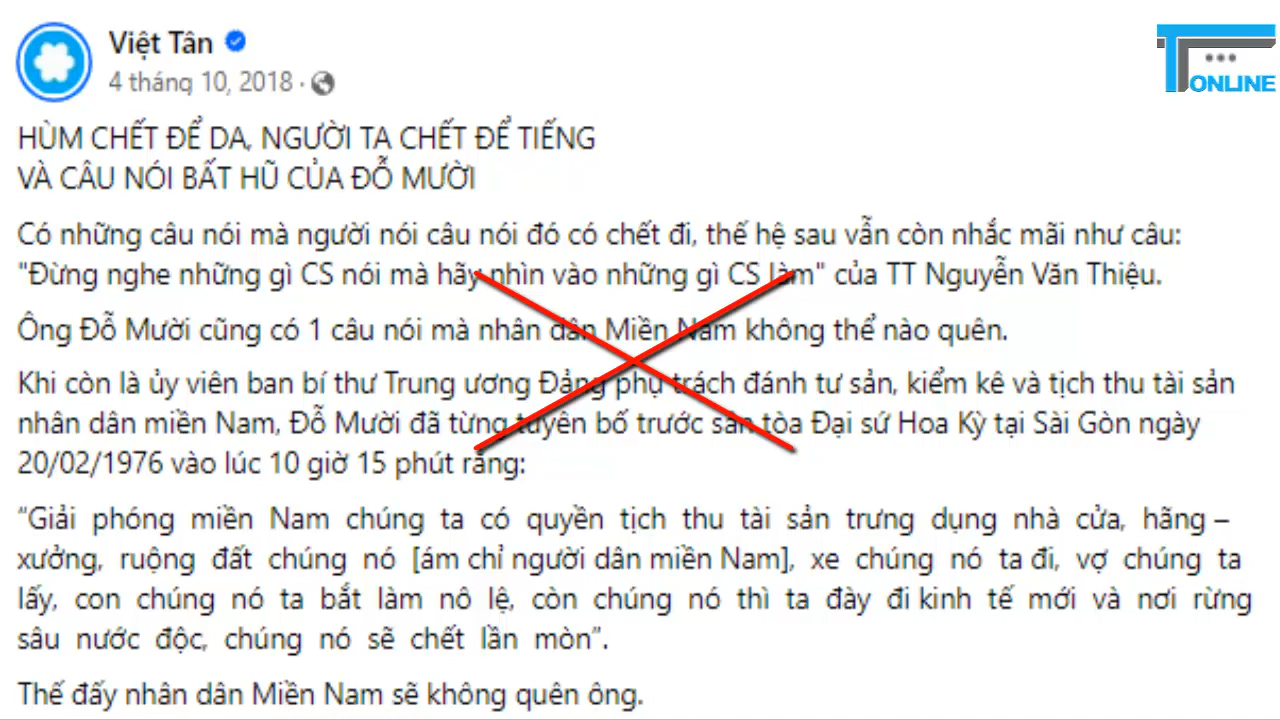 Việt Tân
4 tháng 10, 2018 ·
ONLINE
HÙM CHẾT ĐỂ DA, NGƯỜI TA CHẾT ĐỂ TIẾNG
VÀ CÂU NÓI BẤT HŨ CỦA ĐỖ MƯỜI
Có những câu nói mà người nói câu nói đó có chết đi, thế hệ sau vẫn còn nhắc mãi như câu:
"Đừng nghe những gì CS nói mà hãy nhìn vào những gì CS làm" của TT Nguyễn Văn Thiệu.
Ông Đỗ Mười cũng có 1 câu nói mà nhân dân Miền Nam không thể nào quên.
Khi còn là ủy viên ban bí thư Trung ương Đảng phụ trách đánh tư sản, kiểm kê và tịch thu tài sản
nhân dân miền Nam, Đỗ Mười đã từng tuyên bố trước sân tòa Đại sứ Hoa Kỳ tại Sài Gòn ngày
20/02/1976 vào lúc 10 giờ 15 phút rằng:
“Giải phóng miền Nam chúng ta có quyền tịch thu tài sản trưng dụng nhà cửa, hãng –
xưởng, ruộng đất chúng nó [ám chỉ người dân miền Nam], xe chúng nó ta đi, vợ chúng ta
lấy, con chúng nó ta bắt làm nô lệ, còn chúng nó thì ta đày đi kinh tế mới và nơi rừng
sâu nước độc, chúng nó sẽ chết lần mòn”.
Thế đấy nhân dân Miền Nam sẽ không quên ông.